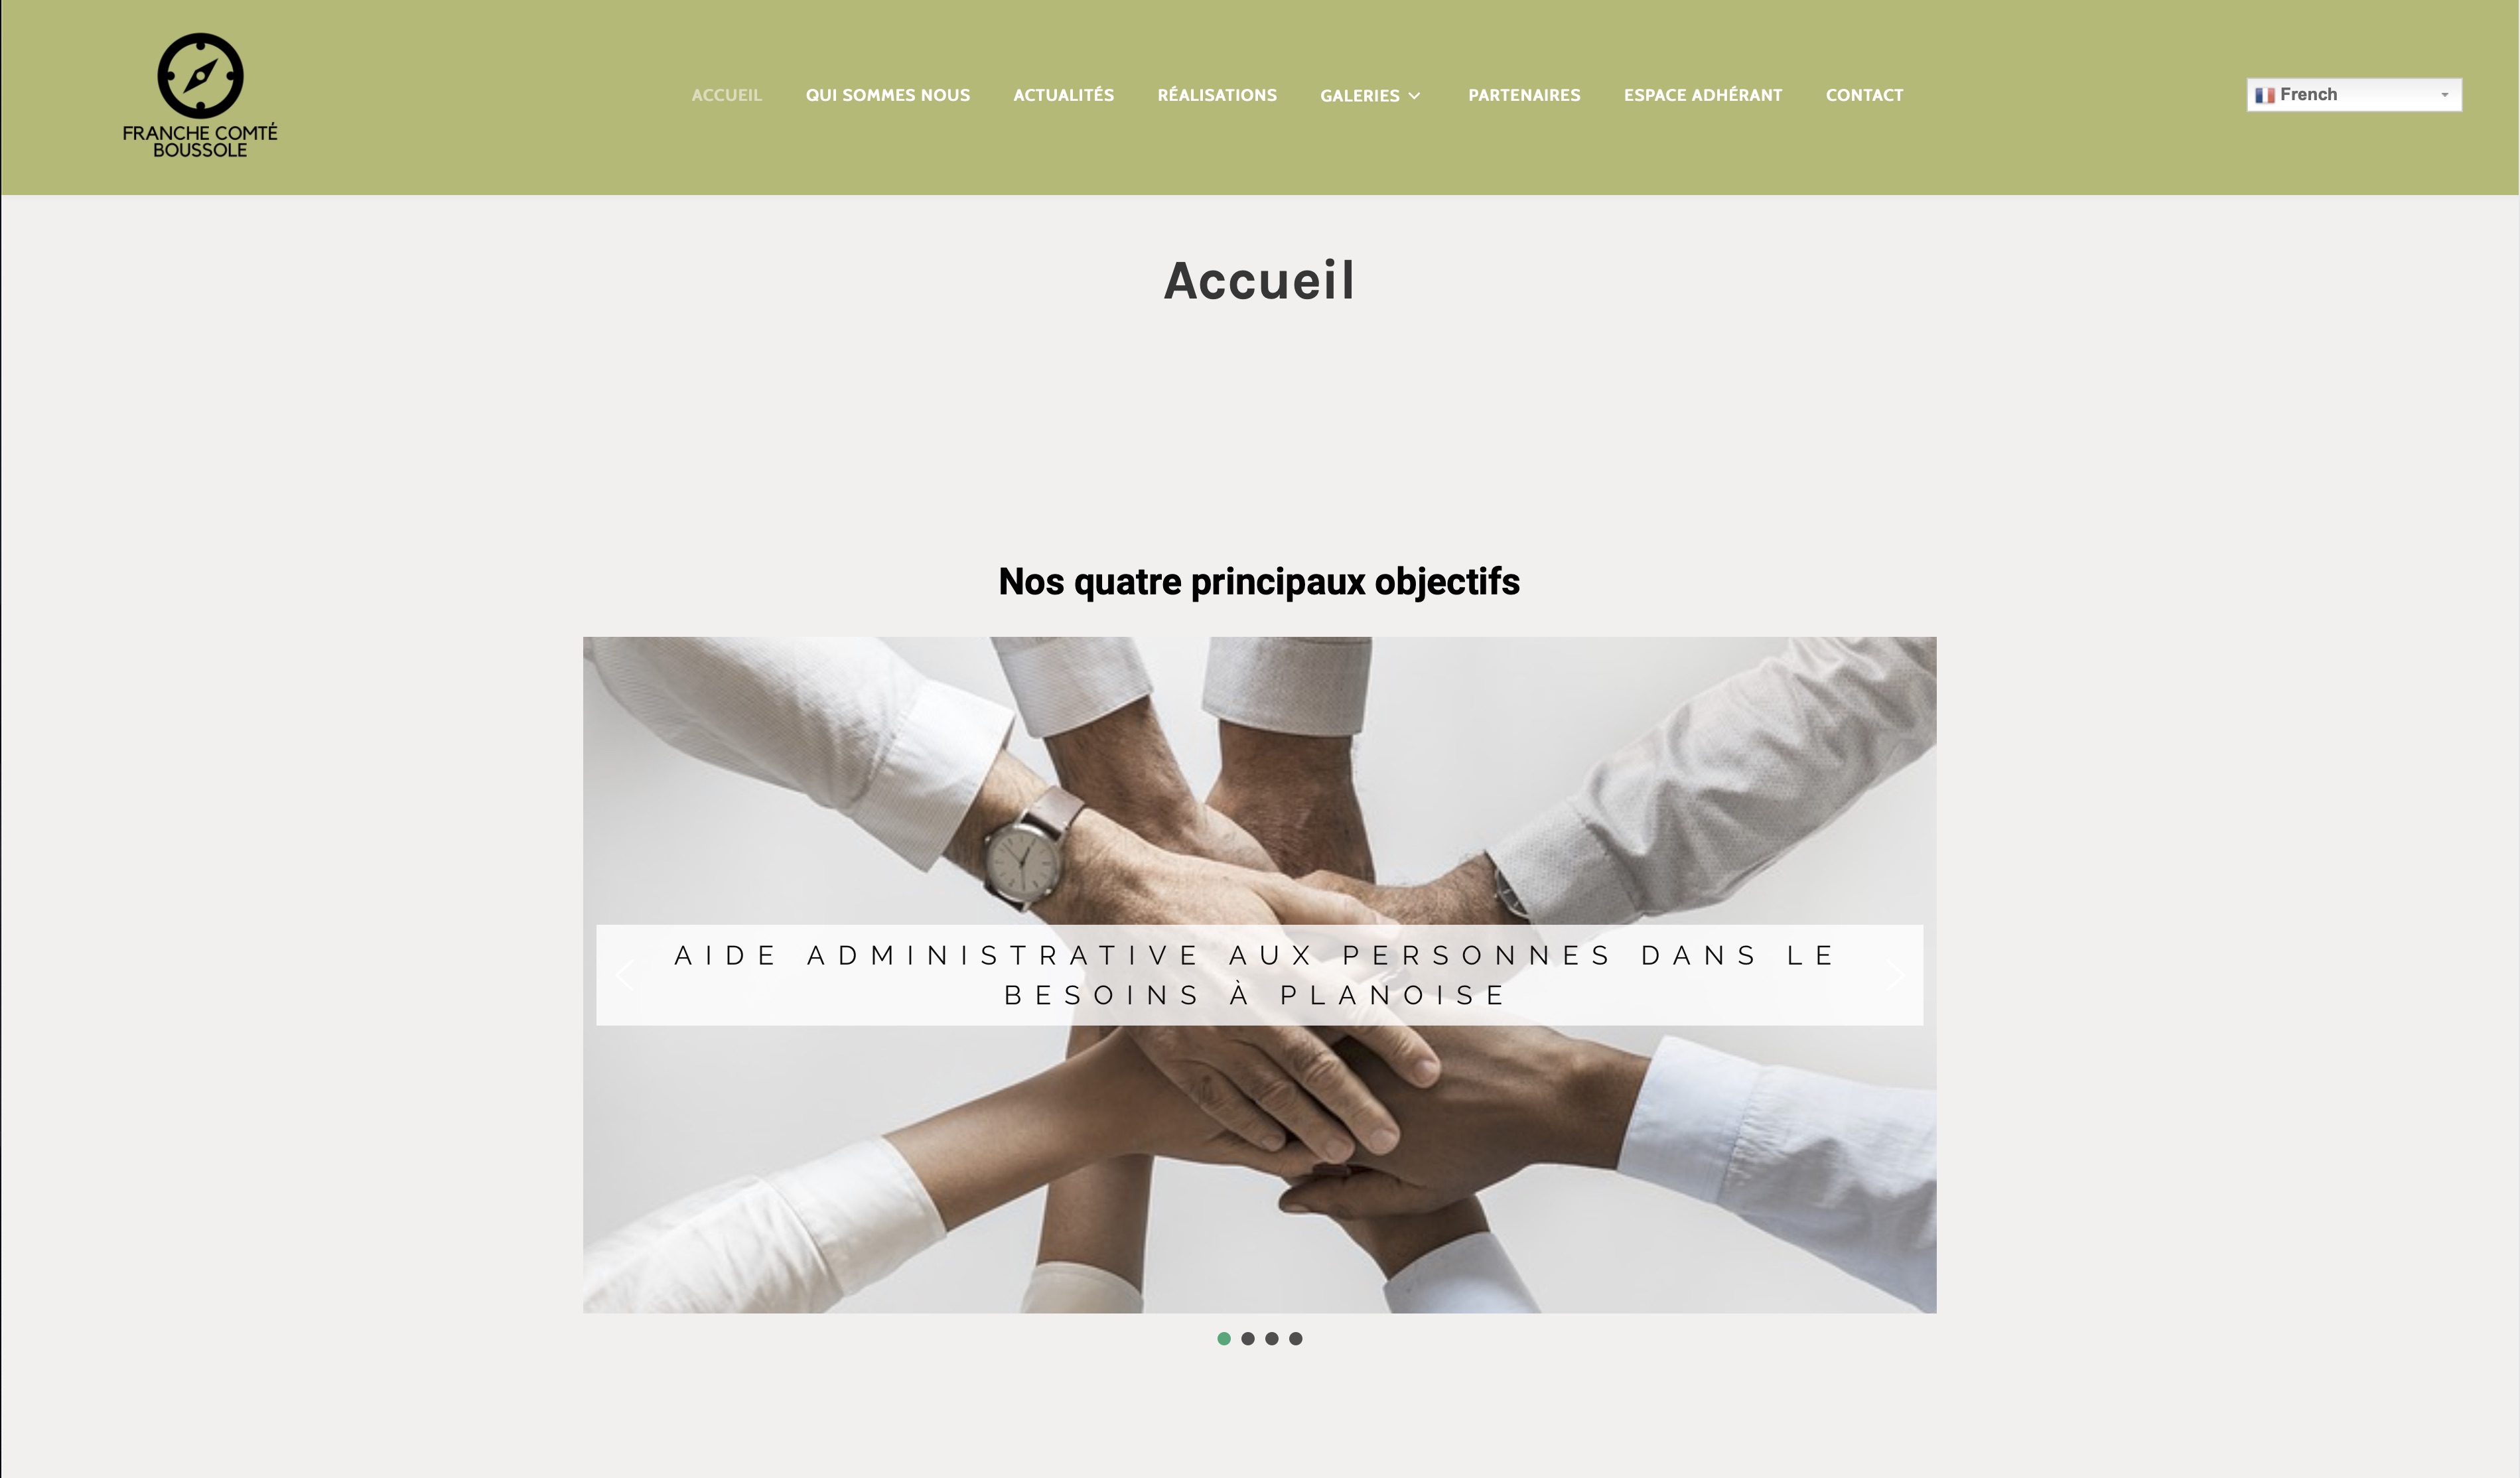 FRANCHE COMTÉ
BOUSSOLE
ACCUEIL QUI SOMMES NOUS ACTUALITÉS RÉALISATIONS GALERIES PARTENAIRES ESPACE ADHÉRANT CONTACT
French
Accueil
Nos quatre principaux objectifs
AIDE ADMINISTRATIVE AUX PERSONNES DANS LE
BESOINS À PLANOISE